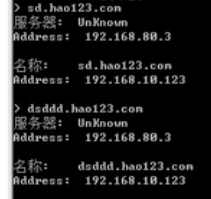 > sd.hao123.com
服务器:  UnKnown
Address:  192.168.80.3
名称:    sd.hao123.com
Address:  192.168.10.123
> dsddd.hao123.com
服务器:  UnKnown
Address:  192.168.80.3
名称:    dsddd.hao123.com
Address:  192.168.10.123